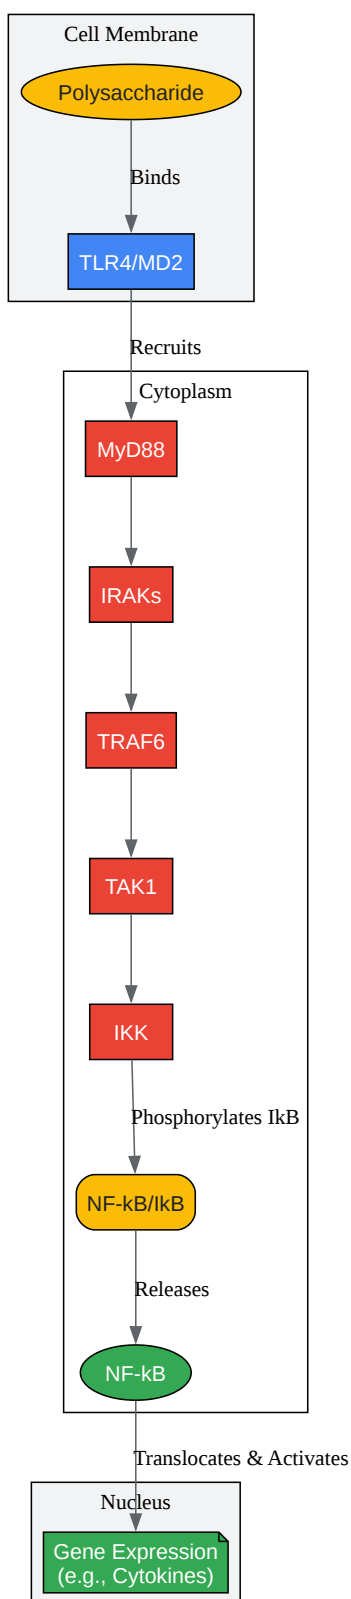 Cell Membrane
Polysaccharide
Binds
TLR4/MD2
Recruits
Cytoplasm
MyD88
IRAKs
TRAF6
TAK1
IKK
Phosphorylates IkB
NF-kB/IkB
Releases
NF-kB
Translocates & Activates
Nucleus
Gene Expression
(e.g., Cytokines)